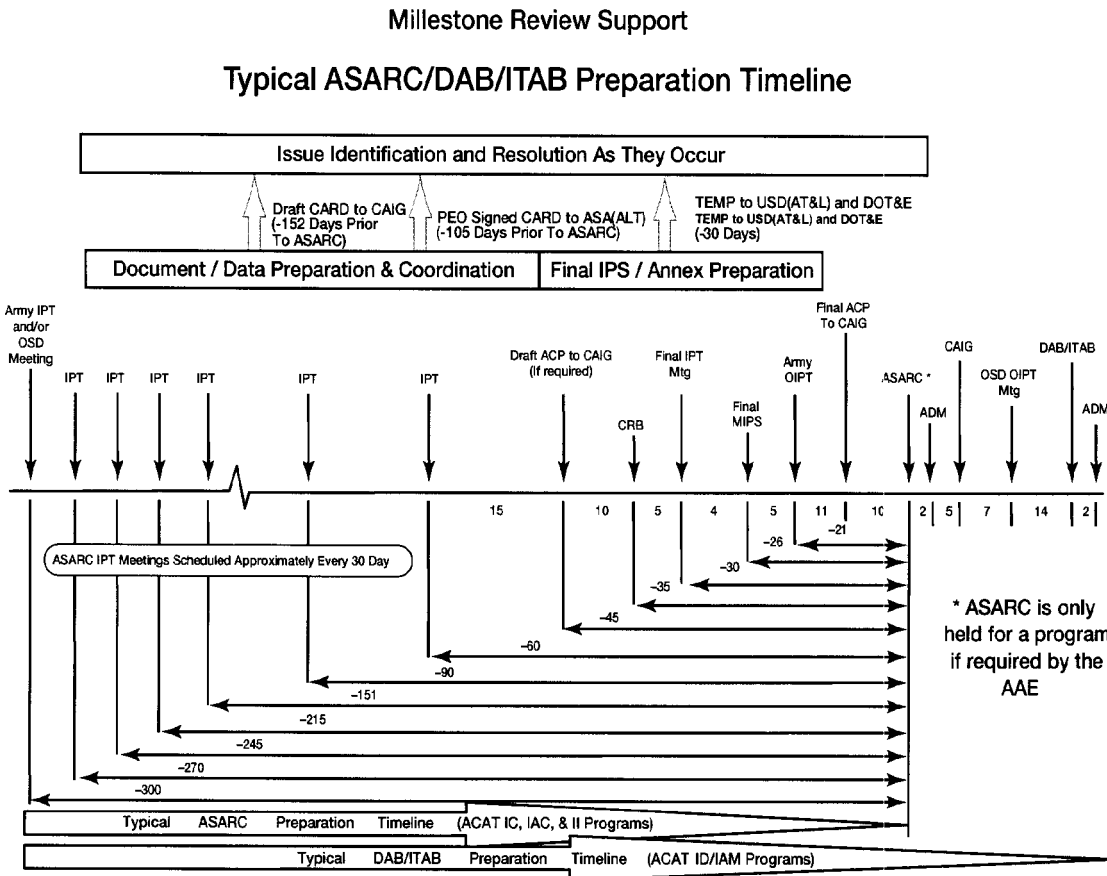 Milestone Review Support
Typical ASARC/DAB/ITAB Preparation Timeline
Issue Identification and Resolution As They Occur
Draft CARD to CAIG
(-152 Days Prior
To ASARC)
PEO Signed CARD to ASA(ALT)
(-105 Days Prior To ASARC)
TEMP to USD(AT&L) and DOT&E
TEMP to USD(AT&L) and DOT&E
(-30 Days)
Document / Data Preparation & Coordination
Final IPS / Annex Preparation
Army IPT
and/or
OSD
Meeting
IPT
IPT
IPT
IPT
IPT
IPT
Draft ACP to CAIG
(If required)
CRB
Final IPT
Mtg
Final
MIPS
Army
OIPT
Final ACP
To CAIG
ASARC *
ADM
CAIG
OSD OIPT
Mtg
DAB/ITAB
ADM
15
10
5
4
5
11
10
2
5
7
14
2
ASARC IPT Meetings Scheduled Approximately Every 30 Day
–21
–26
–30
–35
–45
–60
–90
–151
–215
–245
–270
–300
* ASARC is only
held for a program
if required by the
AAE
Typical ASARC Preparation Timeline (ACAT IC, IAC, & II Programs)
Typical DAB/ITAB Preparation Timeline (ACAT ID/IAM Programs)